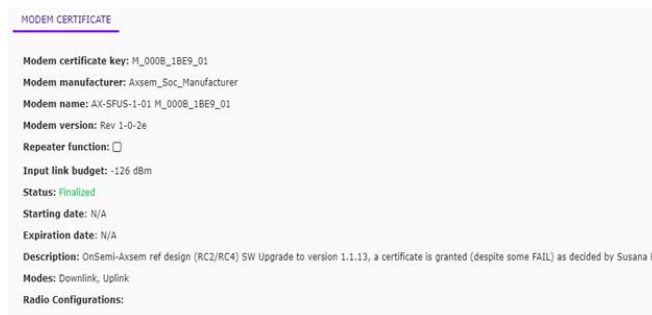 MODEM CERTIFICATE
Modem certificate key: M_000B_1BE9_01
Modem manufacturer: Axsem_Soc_Manufacturer
Modem name: AX-SFUS-1-01 M_000B_1BE9_01
Modem version: Rev 1-0-2e
Repeater function:
Input link budget: -126 dBm
Status: Finalized
Starting date: N/A
Expiration date: N/A
Description: OnSemi-Axsem ref design (RC2/RC4) SW Upgrade to version 1.1.13, a certificate is granted (despite some FAIL) as decided by Susana
Modes: Downlink, Uplink
Radio Configurations: